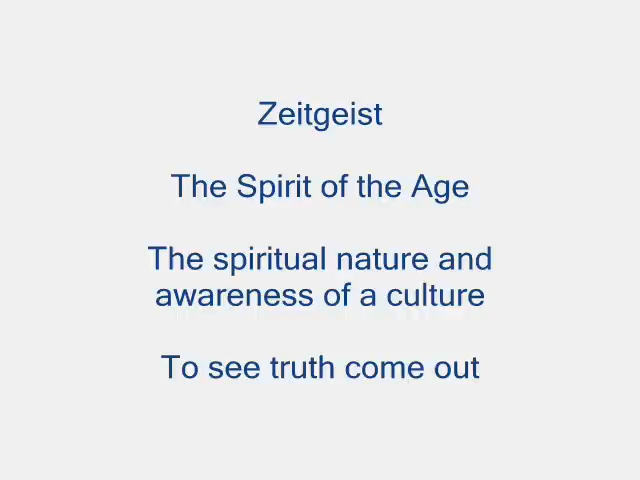 Zeitgeist
The Spirit of the Age
The spiritual nature and
awareness of a culture
To see truth come out